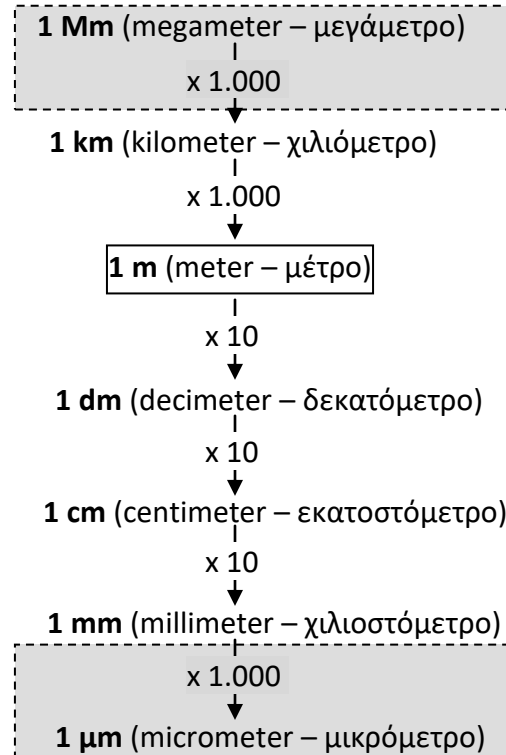 1 Mm (megameter – μεγάμετρο)
x 1.000
1 km (kilometer – χιλιόμετρο)
x 1.000
1 m (meter – μέτρο)
x 10
1 dm (decimeter – δεκατόμετρο)
x 10
1 cm (centimeter – εκατοστόμετρο)
x 10
1 mm (millimeter – χιλιοστόμετρο)
x 1.000
1 μm (micrometer – μικρόμετρο)